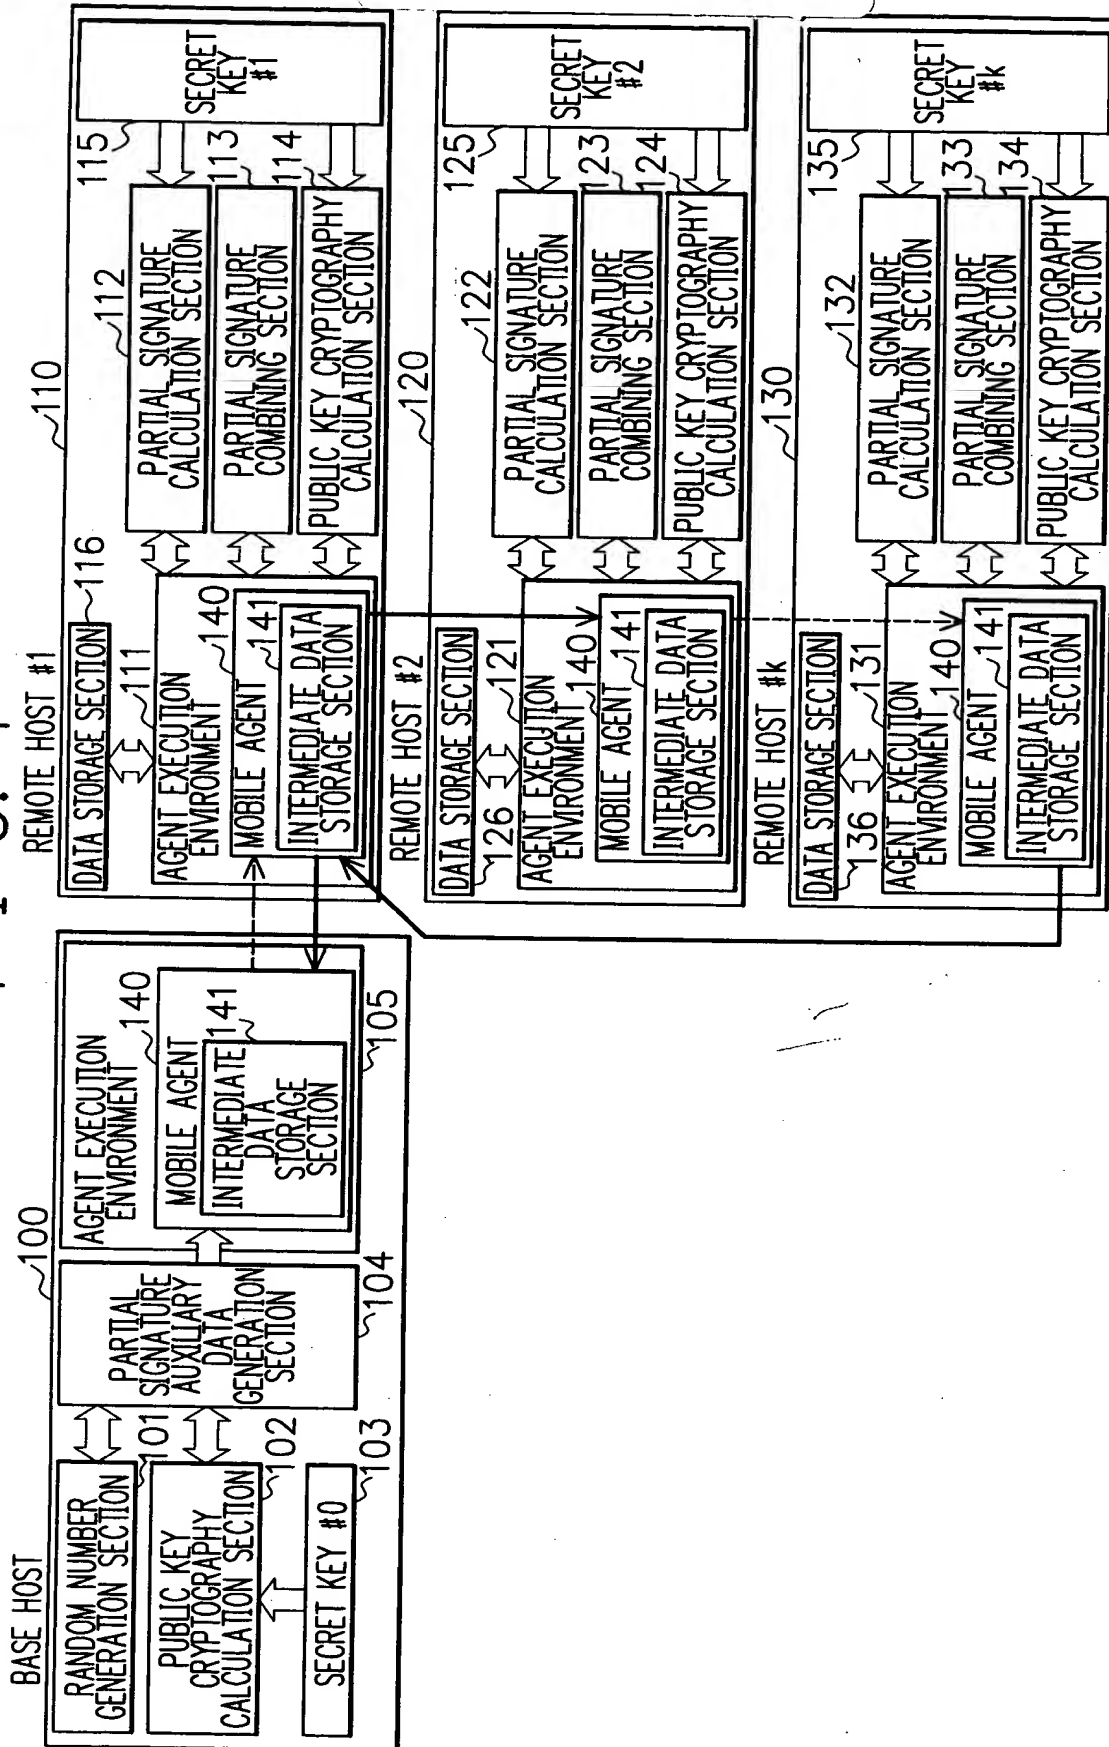 BASE HOST
100
RANDOM NUMBER
GENERATION SECTION
101
PUBLIC KEY
CRYPTOGRAPHY
CALCULATION SECTION
102
SECRET KEY #0
103
PARTIAL
SIGNATURE
AUXILIARY
DATA
GENERATION
SECTION
104
AGENT EXECUTION
ENVIRONMENT
140
MOBILE AGENT
141
INTERMEDIATE
DATA
STORAGE
SECTION
105
REMOTE HOST #1
110
DATA STORAGE SECTION
116
111
AGENT EXECUTION
ENVIRONMENT
140
MOBILE AGENT
141
INTERMEDIATE DATA
STORAGE SECTION
112
PARTIAL SIGNATURE
CALCULATION SECTION
113
PARTIAL SIGNATURE
COMBINING SECTION
114
PUBLIC KEY CRYPTOGRAPHY
CALCULATION SECTION
115
SECRET
KEY
#1
REMOTE HOST #2
120
DATA STORAGE SECTION
126
121
AGENT EXECUTION
ENVIRONMENT
140
MOBILE AGENT
141
INTERMEDIATE DATA
STORAGE SECTION
122
PARTIAL SIGNATURE
CALCULATION SECTION
123
PARTIAL SIGNATURE
COMBINING SECTION
124
PUBLIC KEY CRYPTOGRAPHY
CALCULATION SECTION
125
SECRET
KEY
#2
REMOTE HOST #k
130
DATA STORAGE SECTION
136
131
AGENT EXECUTION
ENVIRONMENT
140
MOBILE AGENT
141
INTERMEDIATE DATA
STORAGE SECTION
132
PARTIAL SIGNATURE
CALCULATION SECTION
133
PARTIAL SIGNATURE
COMBINING SECTION
134
PUBLIC KEY CRYPTOGRAPHY
CALCULATION SECTION
135
SECRET
KEY
#k